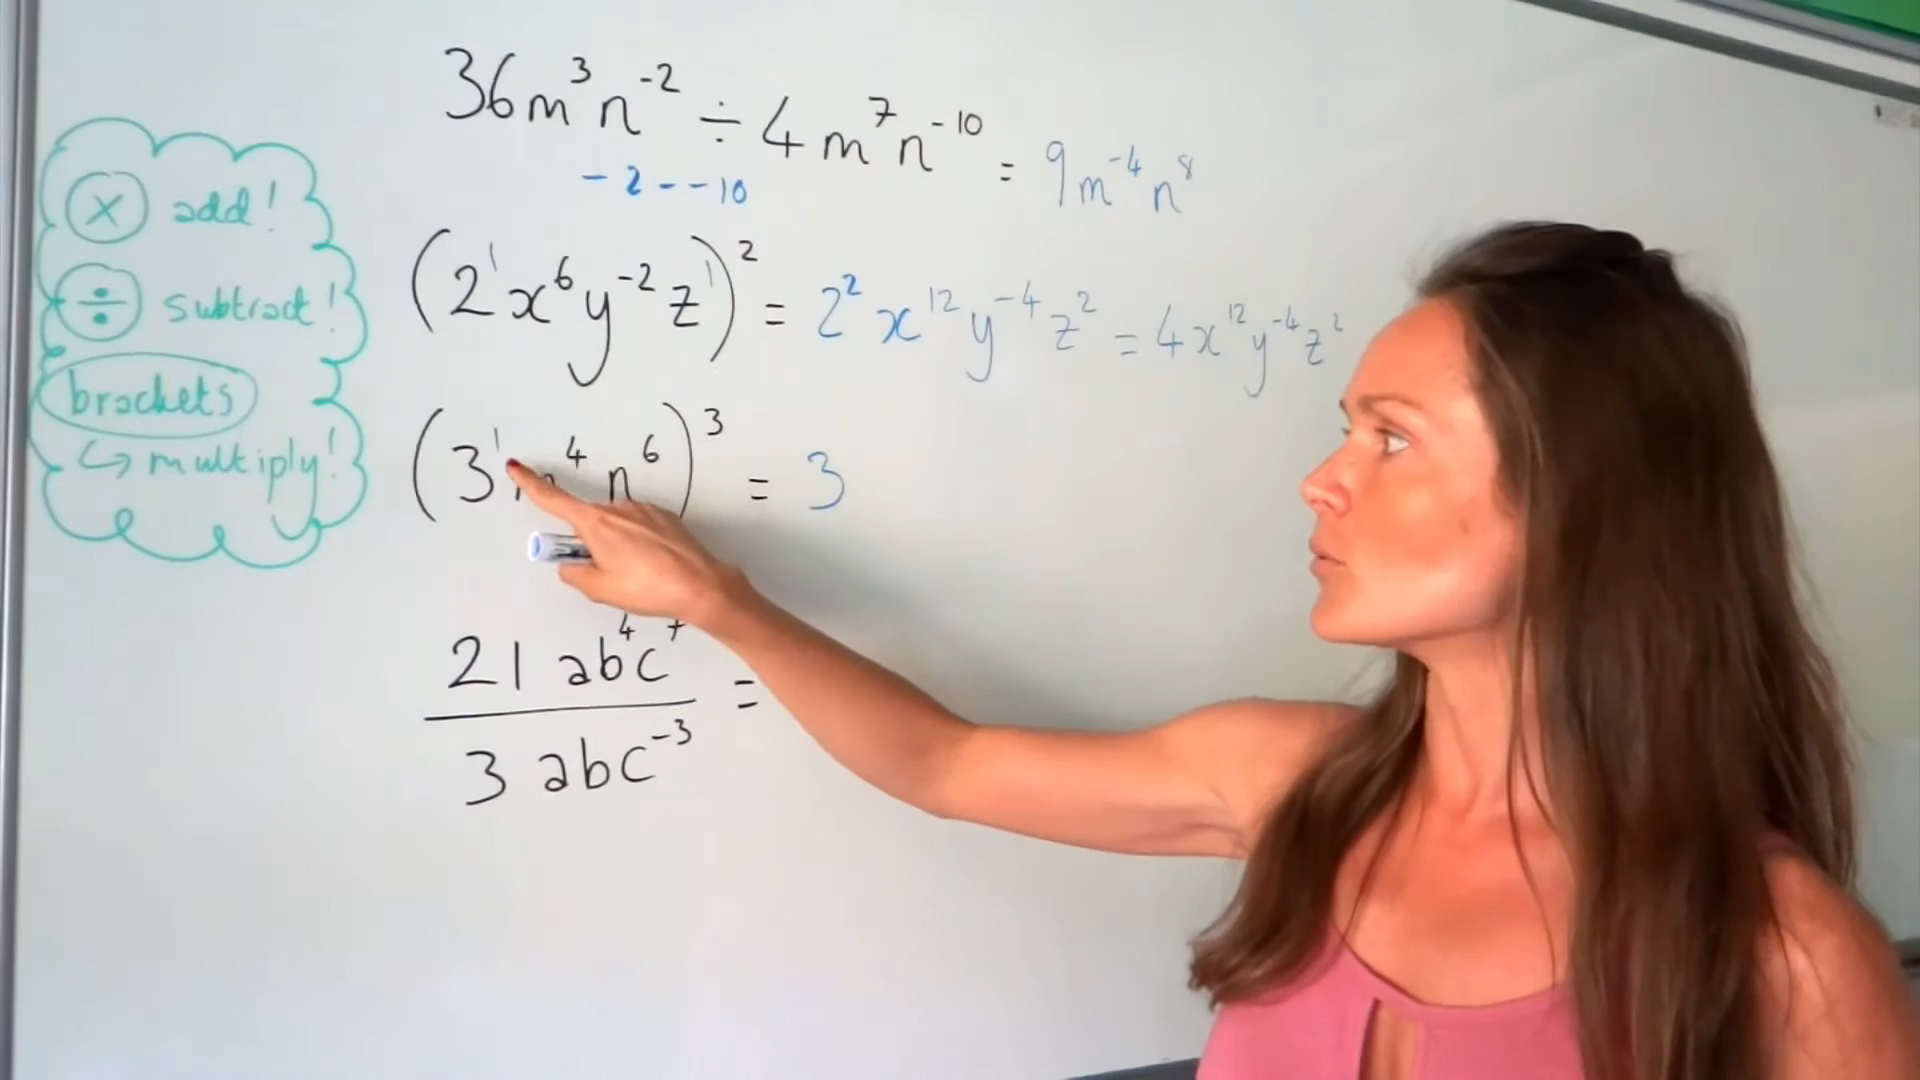 36m³n⁻² ÷ 4m⁷n⁻¹⁰ = 9m⁻⁴n⁸
-2--10
× add!
÷ subtract!
brackets
↳ multiply!
(2¹x⁶y⁻²z¹)² = 2²x¹²y⁻⁴z² = 4x¹²y⁻⁴z²
(3¹m⁴n⁶)³ = 3
21ab⁴c⁷ =
3abc⁻³